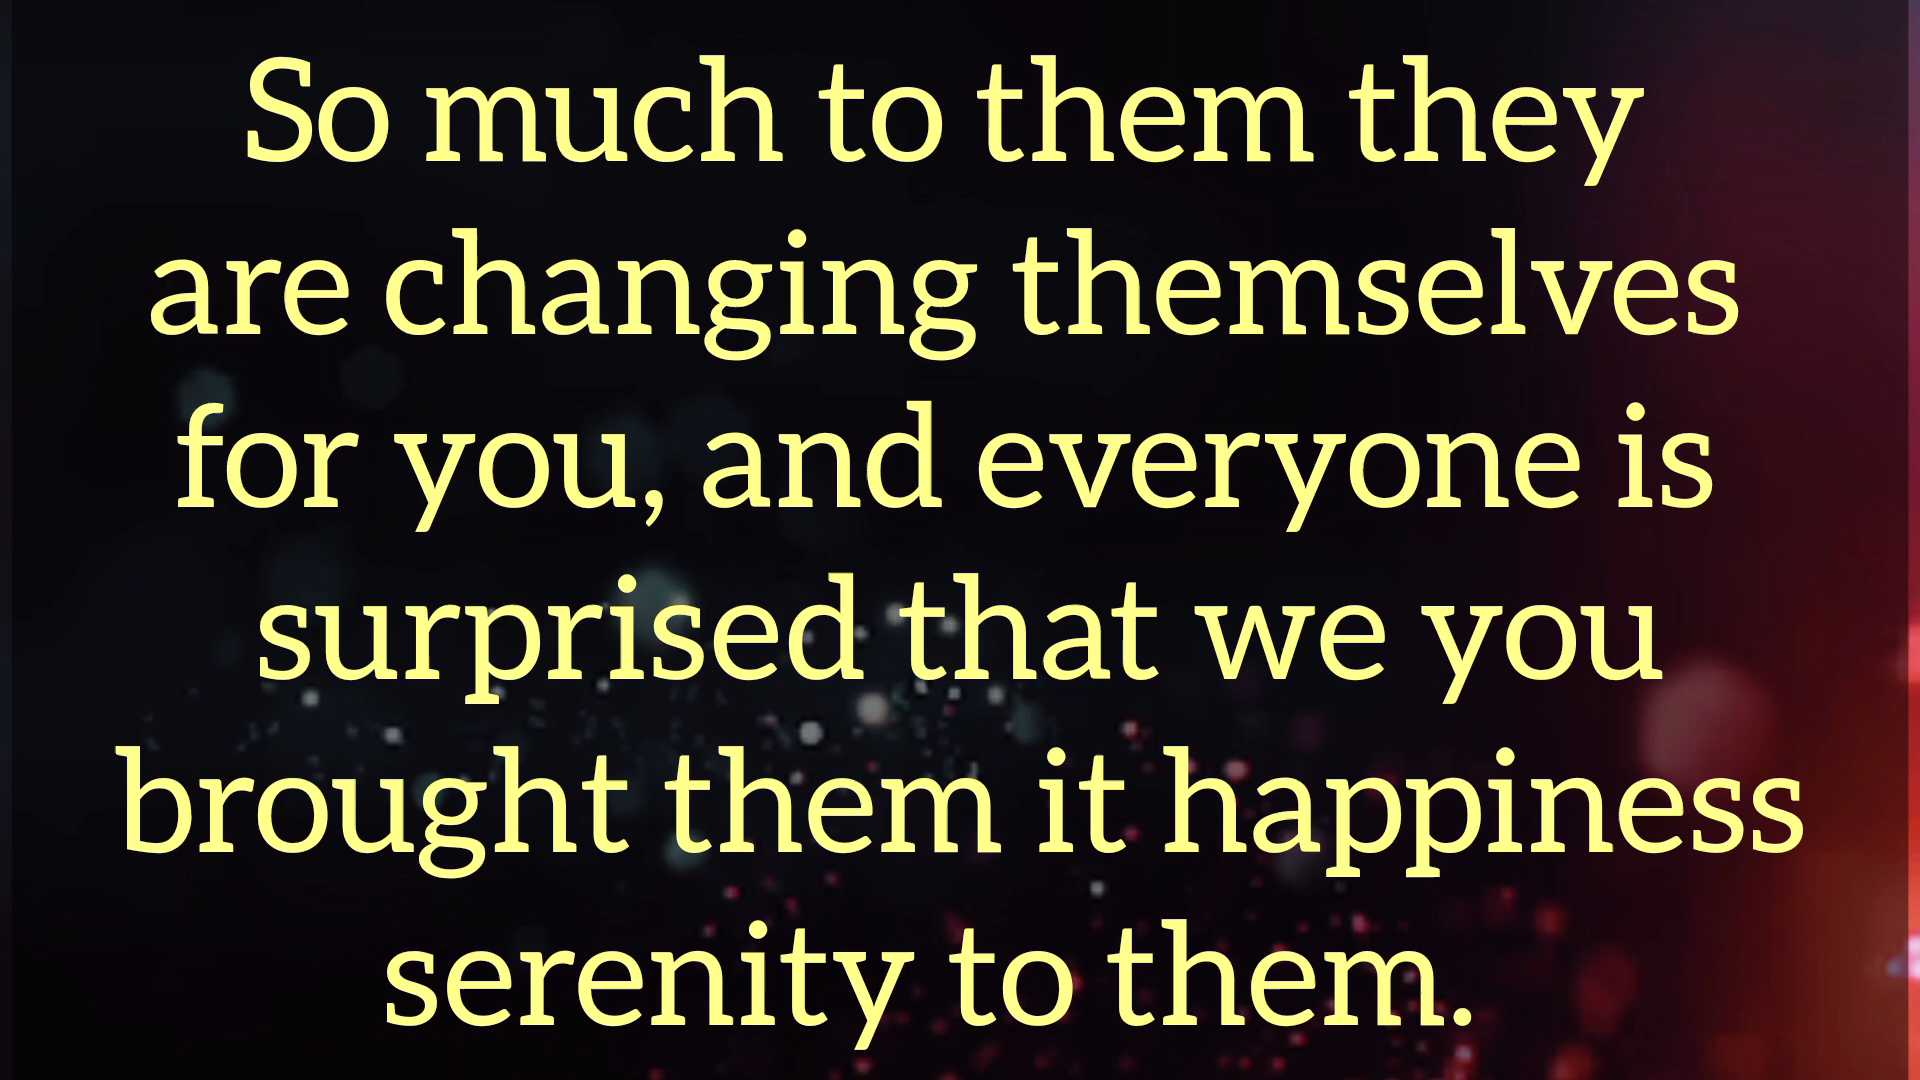 So much to them they
are changing themselves
for you, and everyone is
surprised that we you
brought them it happiness
serenity to them.